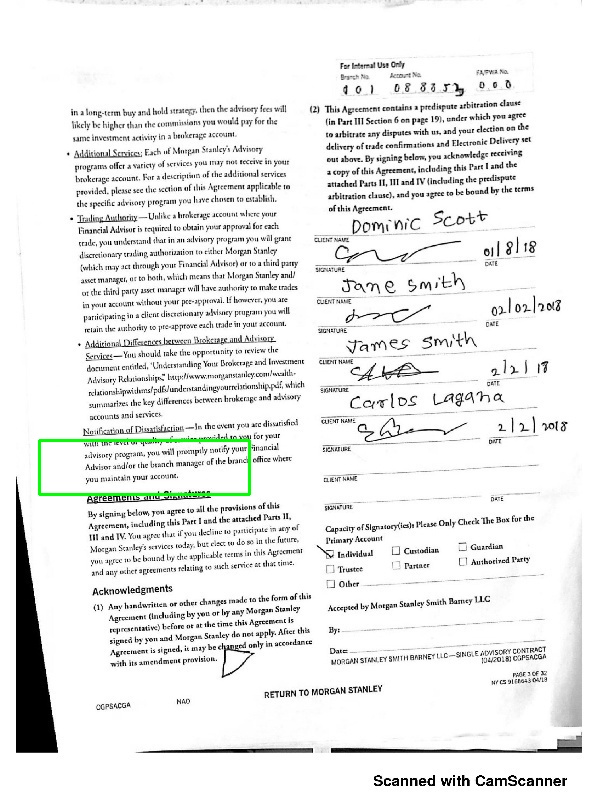 For Internal Use Only
Branch No. Account No. FA/PWA No.
001 088853 000
in a long-term buy and hold strategy, then the advisory fees will
likely be higher than the commissions you would pay for the
same investment activity in a brokerage account.
• Additional Services: Each of Morgan Stanley's Advisory
programs offer a variety of services you may not receive in your
brokerage account. For a description of the additional services
provided, please see the section of this Agreement applicable to
the specific advisory program you have chosen to establish.
• Trading Authority—Unlike a brokerage account where your
Financial Advisor is required to obtain your approval for each
trade, you understand that in an advisory program you will grant
discretionary trading authorization to either Morgan Stanley
(which may act through your Financial Advisor) or to a third party
asset manager, or to both, which means that Morgan Stanley and/
or the third party asset manager will have authority to make trades
in your account without your pre-approval. If however, you are
participating in a client discretionary advisory program you will
retain the authority to pre-approve each trade in your account.
• Additional Differences between Brokerage and Advisory
Services—You should take the opportunity to review the
document entitled, "Understanding Your Brokerage and Investment
Advisory Relationships," http://www.morganstanley.com/wealth-
relationshipwithms/pdfs/understandingyourrelationship.pdf, which
summarizes the key differences between brokerage and advisory
accounts and services.
Notification of Dissatisfaction—In the event you are dissatisfied
with the level or quality of service provided to you for your
advisory program, you will promptly notify your Financial
Advisor and/or the branch manager of the branch office where
you maintain your account.
Agreements and Signatures
By signing below, you agree to all the provisions of this
Agreement, including this Part I and the attached Parts II,
III and IV. You agree that if you decline to participate in any of
Morgan Stanley's services today, but elect to do so in the future,
you agree to be bound by the applicable terms in this Agreement
and any other agreements relating to such service at that time.
Acknowledgments
(1) Any handwritten or other changes made to the form of this
Agreement (including by you or by Morgan Stanley
representative) before or at the time this Agreement is
signed by you and Morgan Stanley do not apply. After this
Agreement is signed, it may be changed only in accordance
with its amendment provision.
(2) This Agreement contains a predispute arbitration clause
(in Part III Section 6 on page 19), under which you agree
to arbitrate any disputes with us, and your election on the
delivery of trade confirmations and Electronic Delivery set
out above. By signing below, you acknowledge receiving
a copy of this Agreement, including this Part I and the
attached Parts II, III and IV (including the predispute
arbitration clause), and you agree to be bound by the terms
of this Agreement.
Dominic Scott
CLIENT NAME
01/8/18
SIGNATURE DATE
Jane Smith
CLIENT NAME
02/02/2018
SIGNATURE DATE
James Smith
CLIENT NAME
2/2/18
SIGNATURE DATE
Carlos Lagana
CLIENT NAME
2/2/2018
SIGNATURE DATE
CLIENT NAME
SIGNATURE DATE
Capacity of Signatory(ies): Please Only Check The Box for the
Primary Account
Individual Custodian Guardian
Trustee Partner Authorized Party
Other
Accepted by Morgan Stanley Smith Barney LLC
By:
Date:
MORGAN STANLEY SMITH BARNEY LLC—SINGLE ADVISORY CONTRACT
(04/2018) CGPSACGA
PAGE 3 OF 32
NY CS 9168643 04/18
CGPSACGA NAO RETURN TO MORGAN STANLEY
Scanned with CamScanner